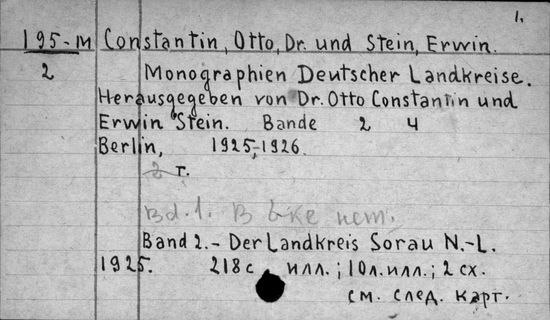 1.
195-М Constantin, Otto, Dr. und Stein, Erwin.
2 Monographien Deutscher Landkreise.
Herausgegeben von Dr. Otto Constantin und
Erwin Stein. Bande 2 4
Berlin, 1925,-1926.
2 г.
Bd. 1. В б-ке нет.
Band 2. - Der Landkreis Sorau N.-L.
1925. 218 с. илл.; 10 л. илл.; 2 сх.
см. след. карт.